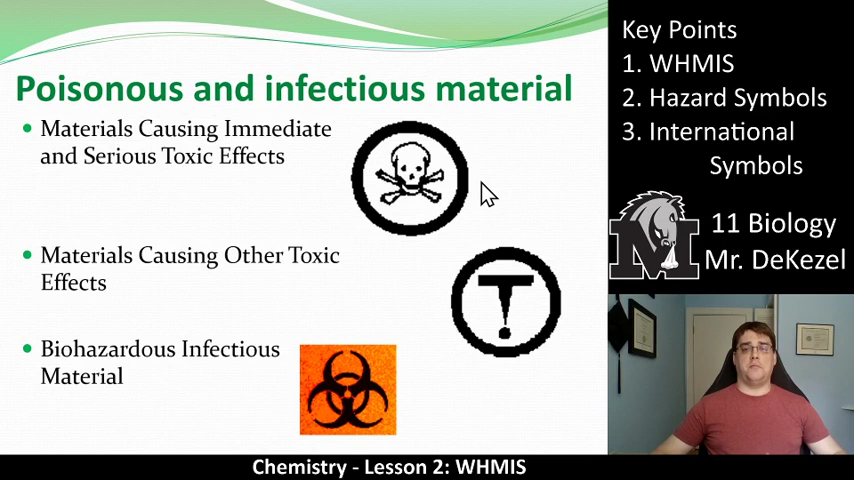 Poisonous and infectious material
• Materials Causing Immediate
and Serious Toxic Effects
• Materials Causing Other Toxic
Effects
• Biohazardous Infectious
Material
Key Points
1. WHMIS
2. Hazard Symbols
3. International
Symbols
M
11 Biology
Mr. DeKezel
Chemistry - Lesson 2: WHMIS